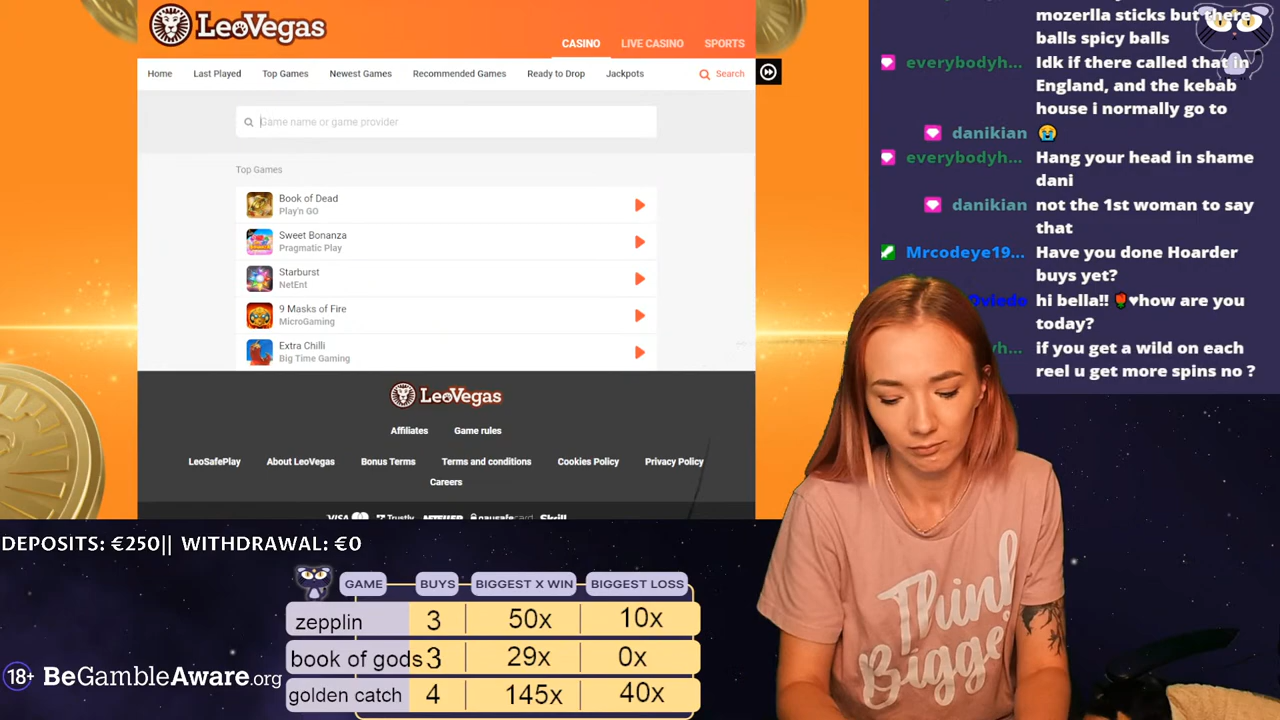 LeoVegas
CASINO LIVE CASINO SPORTS
Home Last Played Top Games Newest Games Recommended Games Ready to Drop Jackpots Search
Game name or game provider
Top Games
Book of Dead
Play'n GO
Sweet Bonanza
Pragmatic Play
Starburst
NetEnt
9 Masks of Fire
MicroGaming
Extra Chilli
Big Time Gaming
LeoVegas
Affiliates Game rules
LeoSafePlay About LeoVegas Bonus Terms Terms and conditions Cookies Policy Privacy Policy
Careers
VISA Trustly NETELLER paysafecard Skrill
mozerlla sticks but there
balls spicy balls
everybodyh... Idk if there called that in
England, and the kebab
house i normally go to
danikian 😭
everybodyh... Hang your head in shame
dani
danikian not the 1st woman to say
that
Mrcodeye19... Have you done Hoarder
buys yet?
hi bella!! 🌹♥how are you
today?
if you get a wild on each
reel u get more spins no ?
DEPOSITS: €250|| WITHDRAWAL: €0
GAME BUYS BIGGEST X WIN BIGGEST LOSS
zepplin 3 50x 10x
book of gods 3 29x 0x
golden catch 4 145x 40x
18+ BeGambleAware.org
Think
Bigge